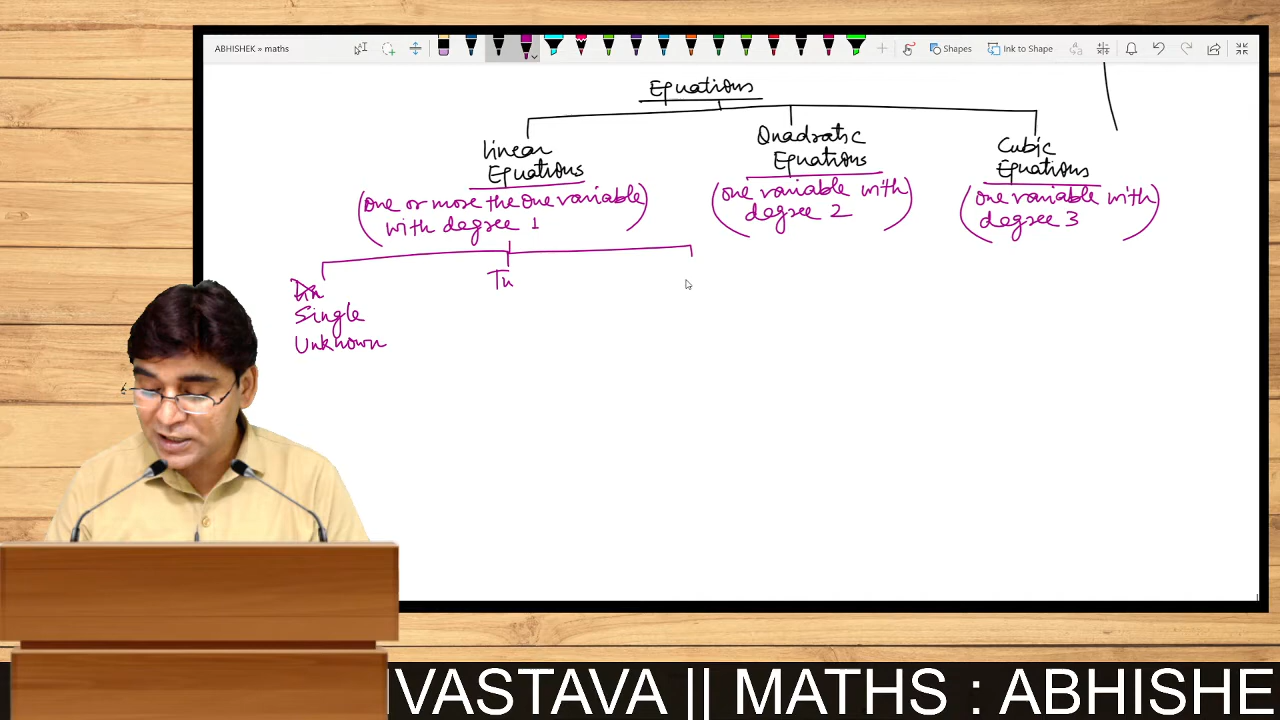 ABHISHEK » maths
Shapes
Ink to Shape
Equations
Linear
Equations
(one or more the one variable
with degree 1)
Quadratic
Equations
(one variable with
degree 2)
Cubic
Equations
(one variable with
degree 3)
Single
Unknown
Tu
VASTAVA || MATHS : ABHISHE